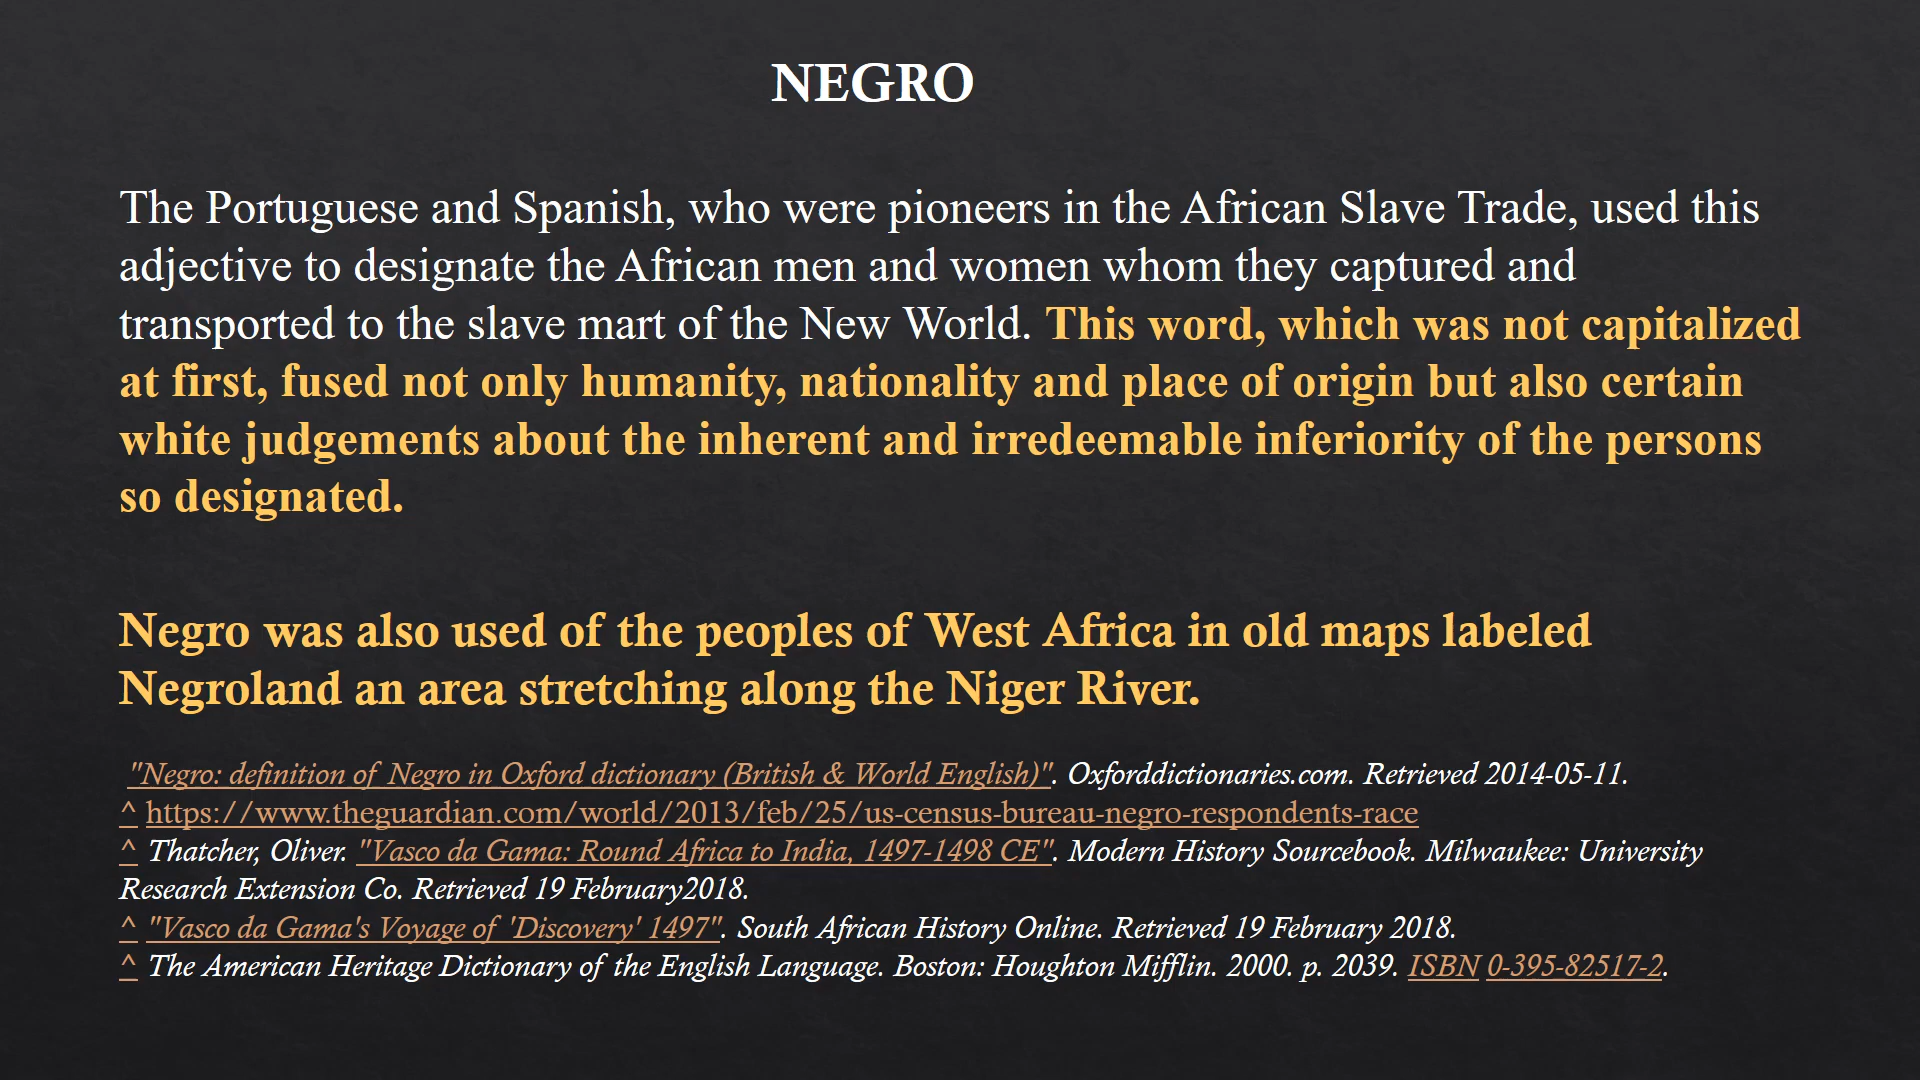 NEGRO
The Portuguese and Spanish, who were pioneers in the African Slave Trade, used this
adjective to designate the African men and women whom they captured and
transported to the slave mart of the New World. This word, which was not capitalized
at first, fused not only humanity, nationality and place of origin but also certain
white judgements about the inherent and irredeemable inferiority of the persons
so designated.
Negro was also used of the peoples of West Africa in old maps labeled
Negroland an area stretching along the Niger River.
"Negro: definition of Negro in Oxford dictionary (British & World English)". Oxforddictionaries.com. Retrieved 2014-05-11.
^ https://www.theguardian.com/world/2013/feb/25/us-census-bureau-negro-respondents-race
^ Thatcher, Oliver. "Vasco da Gama: Round Africa to India, 1497-1498 CE". Modern History Sourcebook. Milwaukee: University
Research Extension Co. Retrieved 19 February2018.
^ "Vasco da Gama's Voyage of 'Discovery' 1497". South African History Online. Retrieved 19 February 2018.
^ The American Heritage Dictionary of the English Language. Boston: Houghton Mifflin. 2000. p. 2039. ISBN 0-395-82517-2.